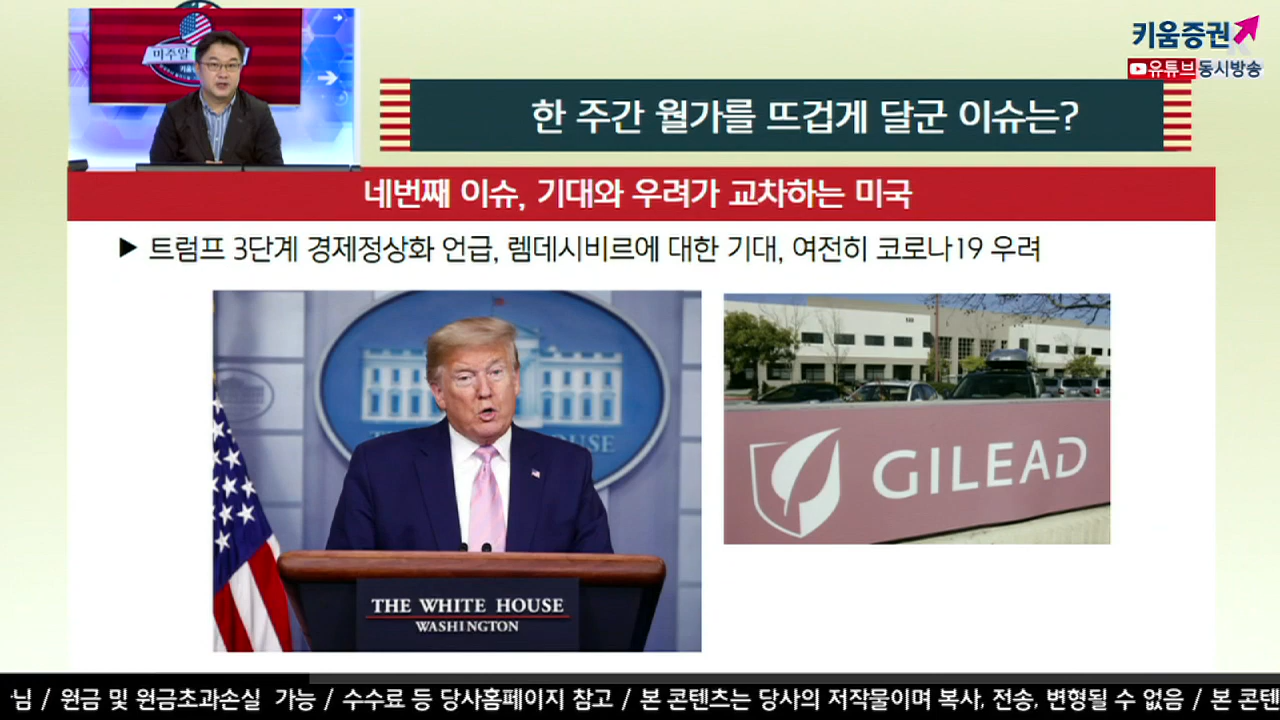 미주알
키움증권
유튜브동시방송
한 주간 월가를 뜨겁게 달군 이슈는?
네번째 이슈, 기대와 우려가 교차하는 미국
▶ 트럼프 3단계 경제정상화 언급, 렘데시비르에 대한 기대, 여전히 코로나19 우려
THE WHITE HOUSE
WASHINGTON
GILEAD
님 / 원금 및 원금초과손실 가능 / 수수료 등 당사홈페이지 참고 / 본 콘텐츠는 당사의 저작물이며 복사, 전송, 변형될 수 없음 / 본 콘텐